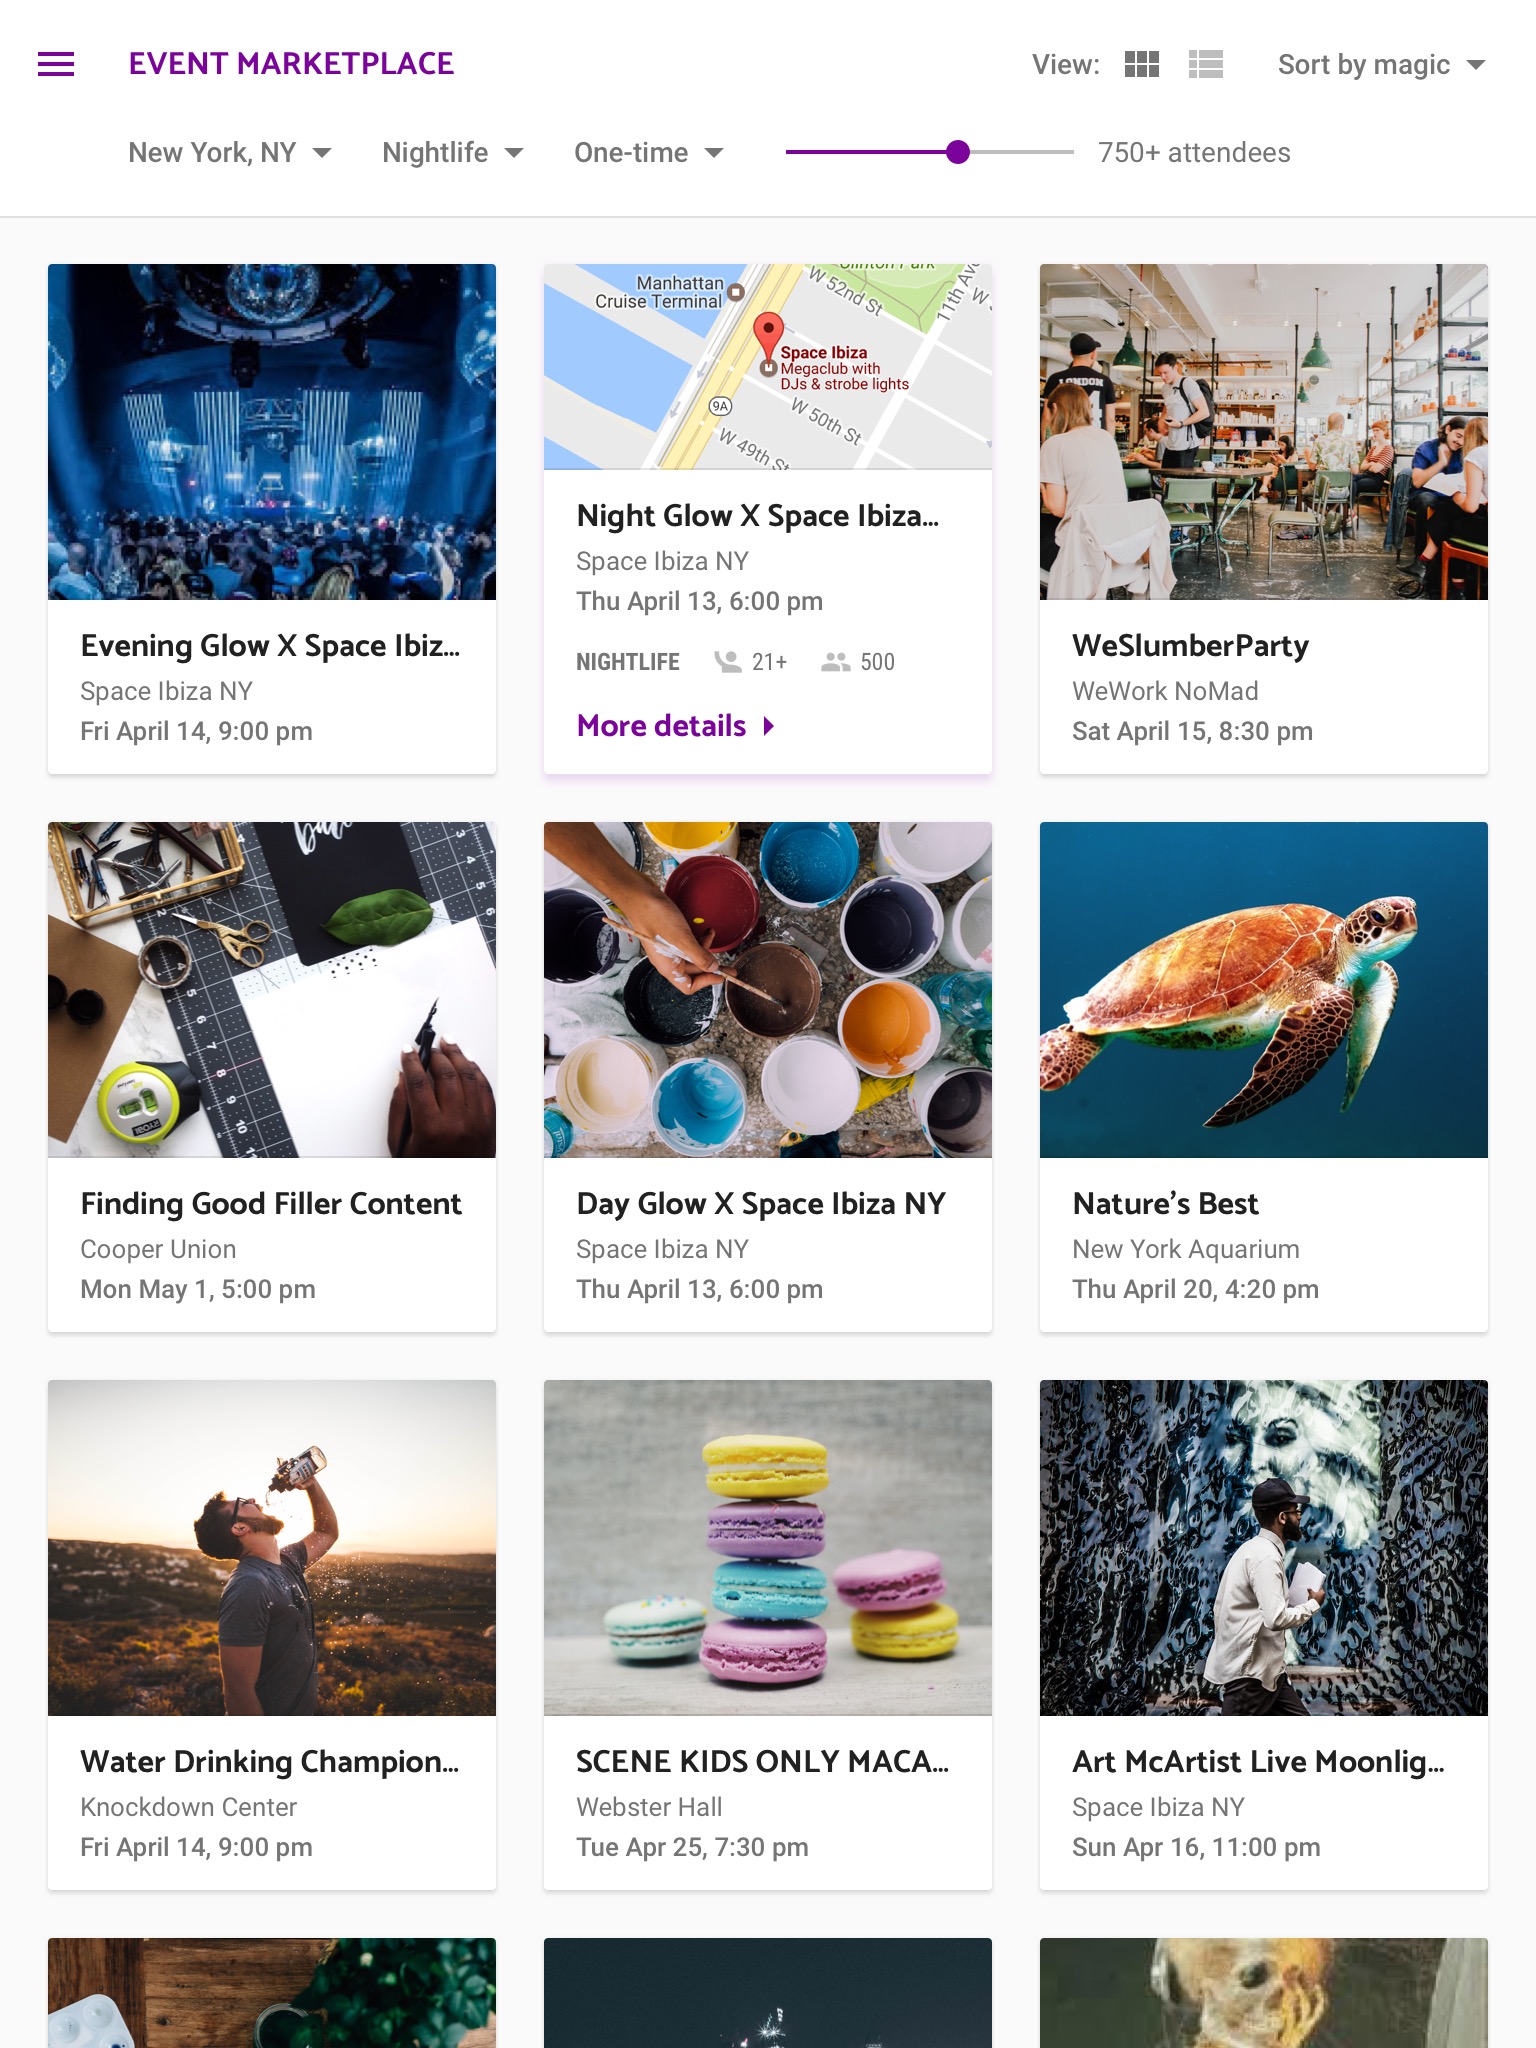 EVENT MARKETPLACE
View:
Sort by magic
New York, NY
Nightlife
One-time
750+ attendees
Manhattan
Cruise Terminal
Clinton Park
W 52nd St
11th Ave
Space Ibiza
Megaclub with
DJs & strobe lights
9A
W 50th St
W 49th St
LONDON
Evening Glow X Space Ibiz...
Space Ibiza NY
Fri April 14, 9:00 pm
Night Glow X Space Ibiza...
Space Ibiza NY
Thu April 13, 6:00 pm
NIGHTLIFE
21+
500
More details
WeSlumberParty
WeWork NoMad
Sat April 15, 8:30 pm
RYOBI
Finding Good Filler Content
Cooper Union
Mon May 1, 5:00 pm
Day Glow X Space Ibiza NY
Space Ibiza NY
Thu April 13, 6:00 pm
Nature's Best
New York Aquarium
Thu April 20, 4:20 pm
Water Drinking Champion...
Knockdown Center
Fri April 14, 9:00 pm
SCENE KIDS ONLY MACA...
Webster Hall
Tue Apr 25, 7:30 pm
Art McArtist Live Moonlig...
Space Ibiza NY
Sun Apr 16, 11:00 pm